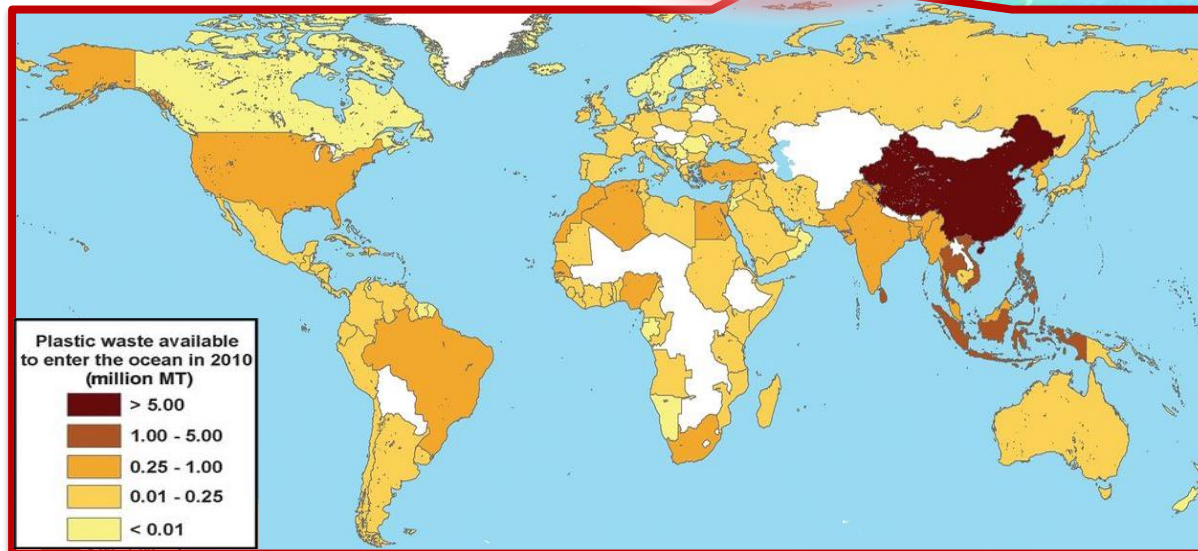 Plastic waste available
to enter the ocean in 2010
(million MT)
> 5.00
1.00 - 5.00
0.25 - 1.00
0.01 - 0.25
< 0.01